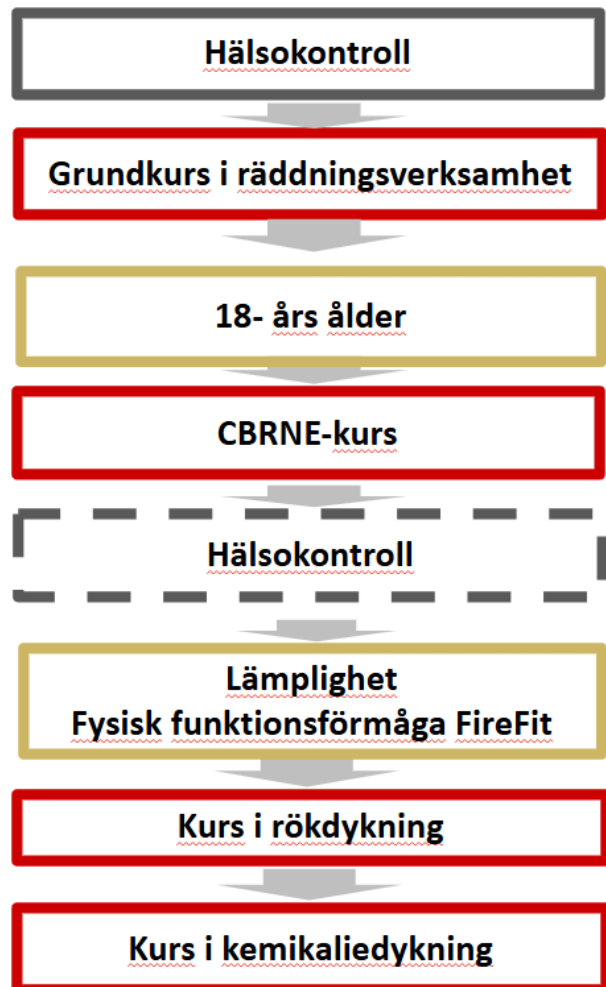 Hälsokontroll
Grundkurs i räddningsverksamhet
18- års ålder
CBRNE-kurs
Hälsokontroll
Lämplighet
Fysisk funktionsförmåga FireFit
Kurs i rökdykning
Kurs i kemikaliedykning